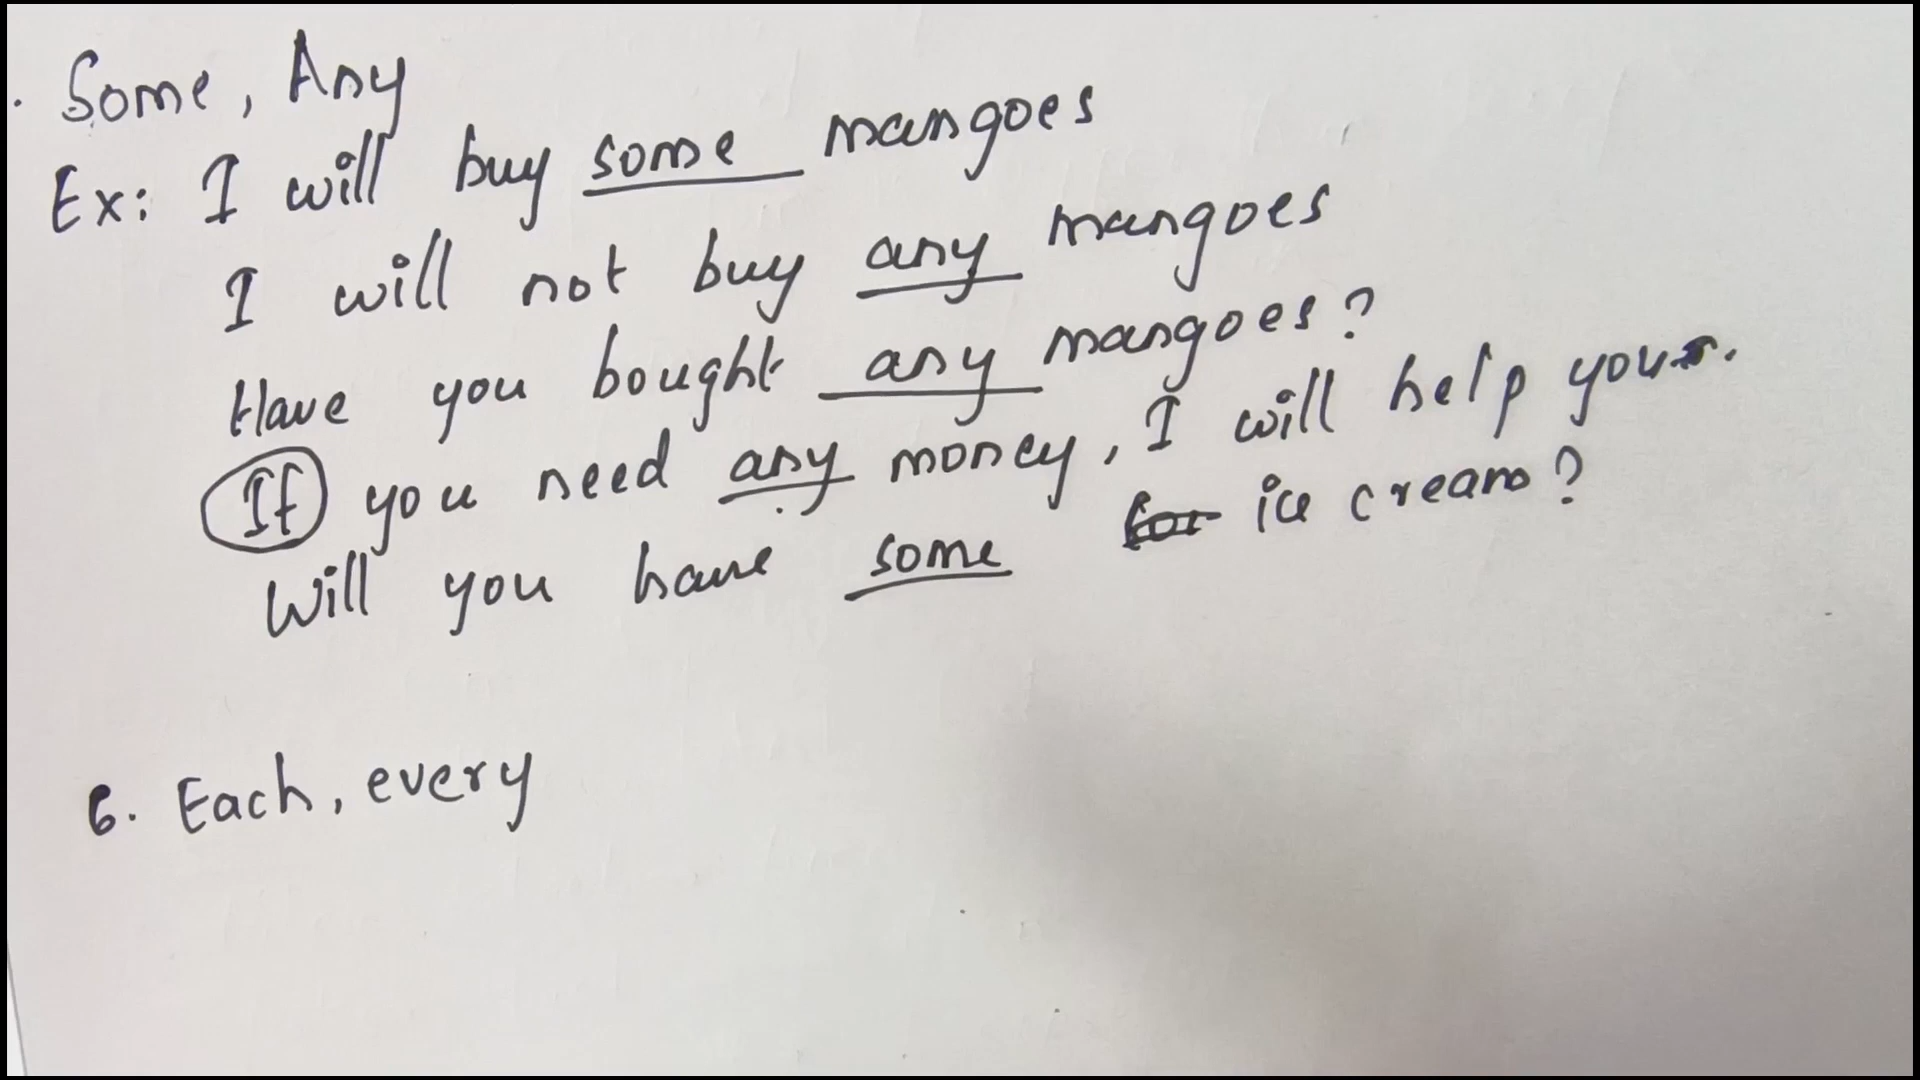 . Some, Any
Ex: I will buy some mangoes
I will not buy any mangoes
Have you bought any mangoes?
If you need any money, I will help you.
Will you have some for ice cream?
6. Each, every